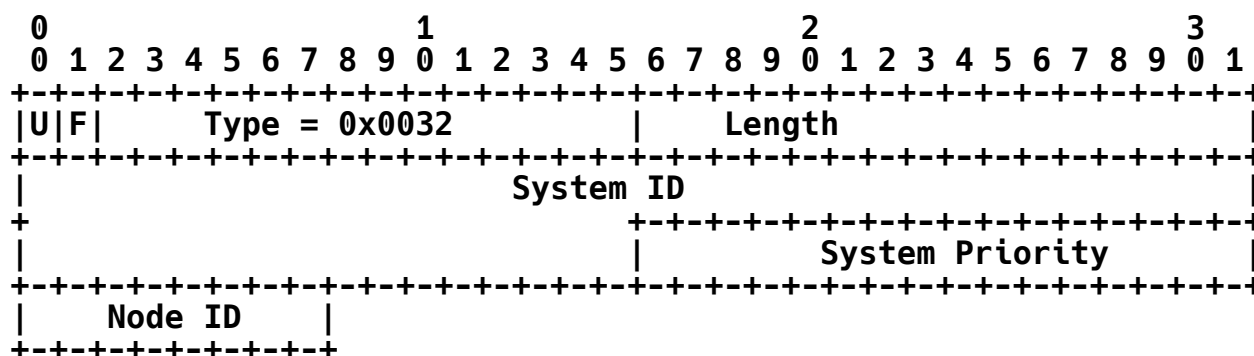 0                   1                   2                   3
0 1 2 3 4 5 6 7 8 9 0 1 2 3 4 5 6 7 8 9 0 1 2 3 4 5 6 7 8 9 0 1
+-+-+-+-+-+-+-+-+-+-+-+-+-+-+-+-+-+-+-+-+-+-+-+-+-+-+-+-+-+-+-+-+
|U|F|     Type = 0x0032         |    Length                     |
+-+-+-+-+-+-+-+-+-+-+-+-+-+-+-+-+-+-+-+-+-+-+-+-+-+-+-+-+-+-+-+-+
|                         System ID                             |
+                               +-+-+-+-+-+-+-+-+-+-+-+-+-+-+-+-+
|                               |         System Priority       |
+-+-+-+-+-+-+-+-+-+-+-+-+-+-+-+-+-+-+-+-+-+-+-+-+-+-+-+-+-+-+-+-+
|    Node ID    |
+-+-+-+-+-+-+-+-+